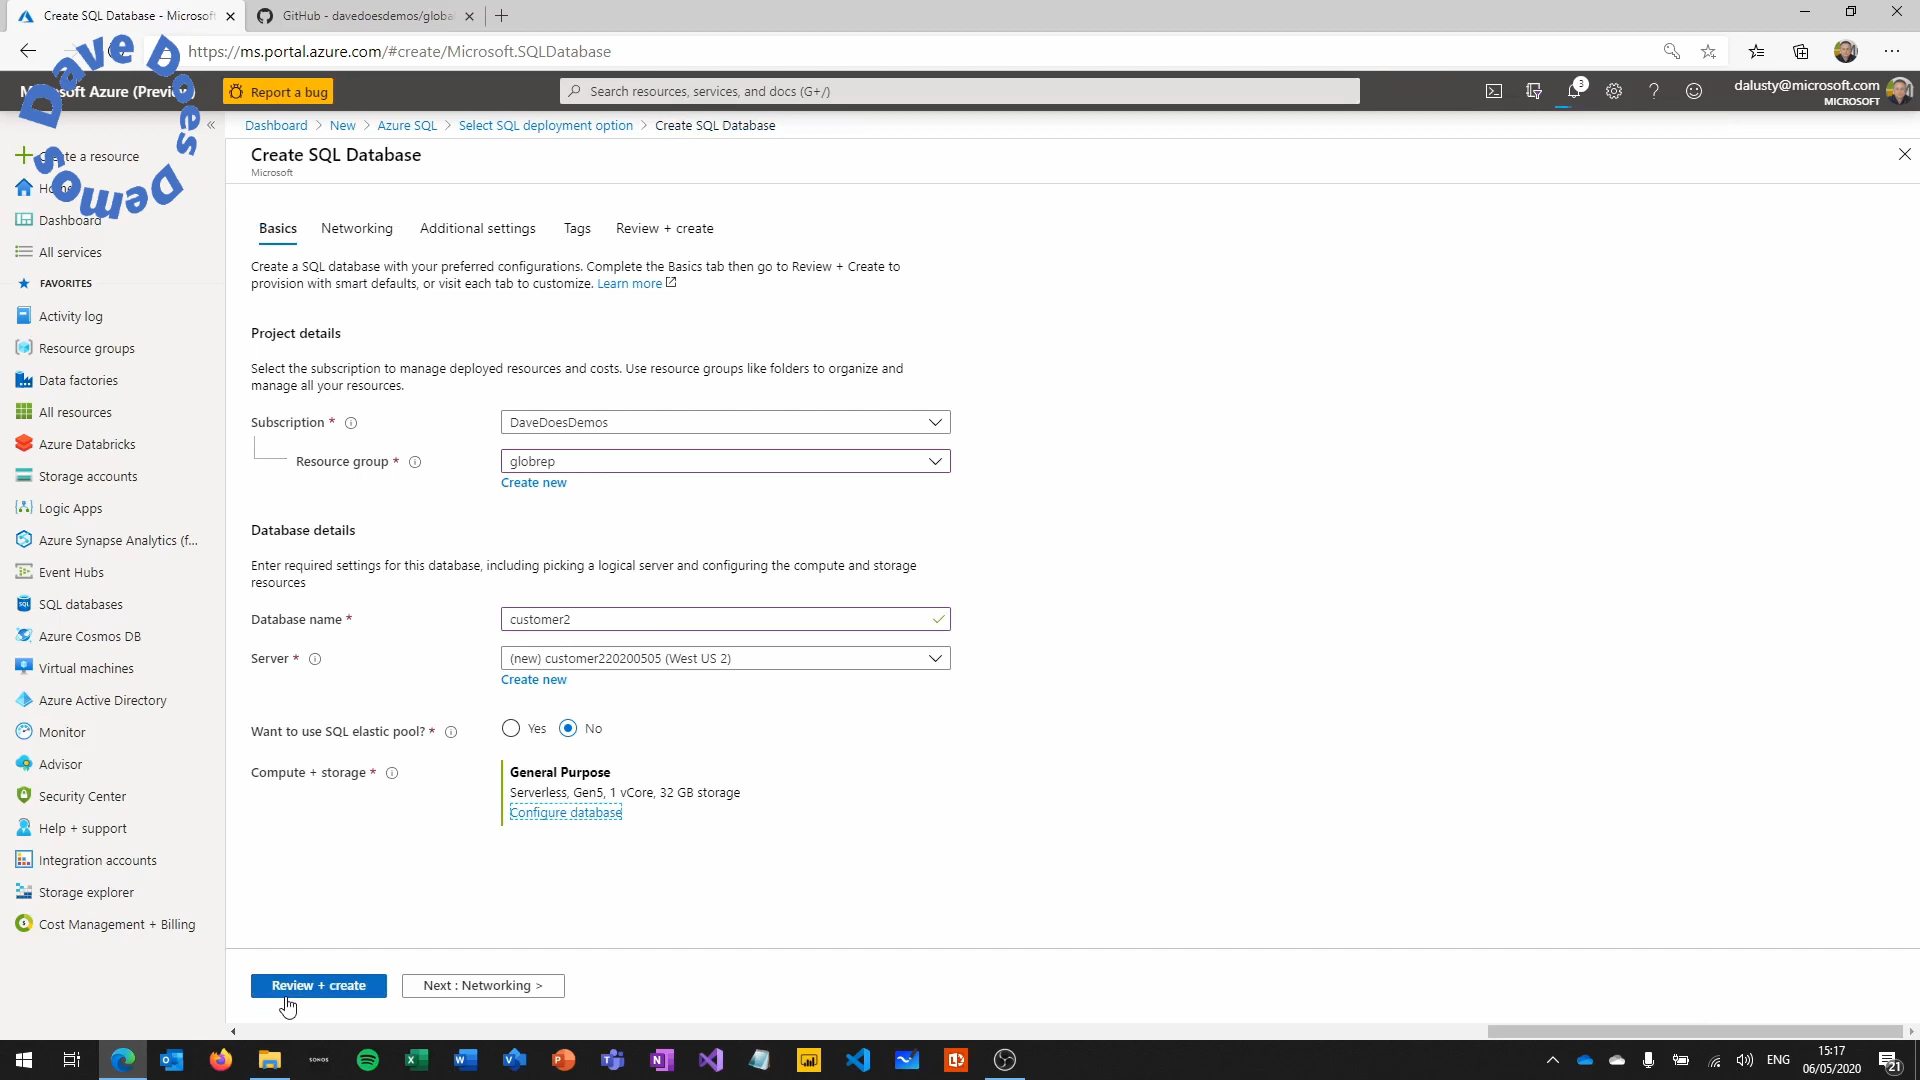 Create SQL Database - Microsoft
GitHub - davedoesdemos/globa
https://ms.portal.azure.com/#create/Microsoft.SQLDatabase
Dave Does Demos
Microsoft Azure (Preview)
Report a bug
Search resources, services, and docs (G+/)
3
dalusty@microsoft.com
MICROSOFT
Dashboard > New > Azure SQL > Select SQL deployment option > Create SQL Database
Create SQL Database
Microsoft
Create a resource
Home
Dashboard
All services
FAVORITES
Activity log
Resource groups
Data factories
All resources
Azure Databricks
Storage accounts
Logic Apps
Azure Synapse Analytics (f...
Event Hubs
SQL databases
Azure Cosmos DB
Virtual machines
Azure Active Directory
Monitor
Advisor
Security Center
Help + support
Integration accounts
Storage explorer
Cost Management + Billing
Basics
Networking
Additional settings
Tags
Review + create
Create a SQL database with your preferred configurations. Complete the Basics tab then go to Review + Create to
provision with smart defaults, or visit each tab to customize. Learn more
Project details
Select the subscription to manage deployed resources and costs. Use resource groups like folders to organize and
manage all your resources.
Subscription *
DaveDoesDemos
Resource group *
globrep
Create new
Database details
Enter required settings for this database, including picking a logical server and configuring the compute and storage
resources
Database name *
customer2
Server *
(new) customer220200505 (West US 2)
Create new
Want to use SQL elastic pool? *
Yes
No
Compute + storage *
General Purpose
Serverless, Gen5, 1 vCore, 32 GB storage
Configure database
Review + create
Next : Networking >
SONOS
ENG
15:17
06/05/2020
21